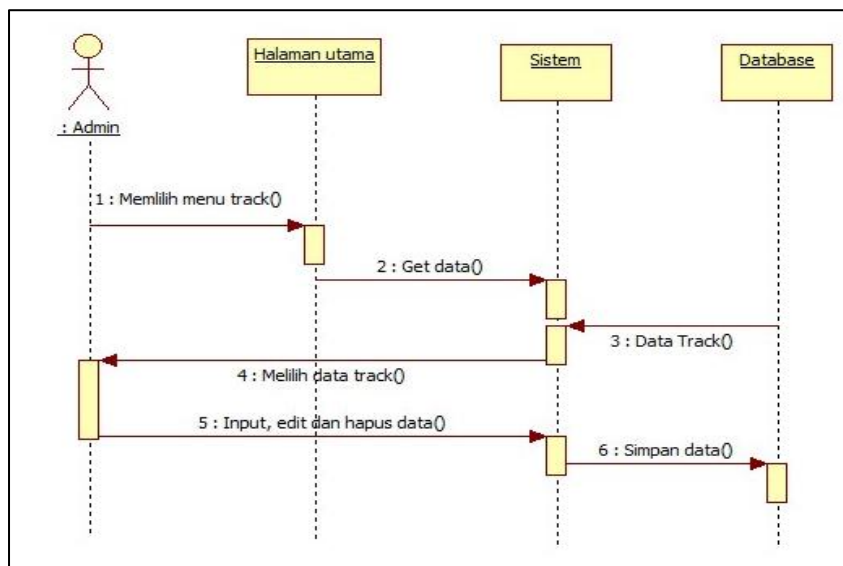 Halaman utama
Sistem
Database
: Admin
1 : Memlilih menu track()
2 : Get data()
3 : Data Track()
4 : Melilih data track()
5 : Input, edit dan hapus data()
6 : Simpan data()